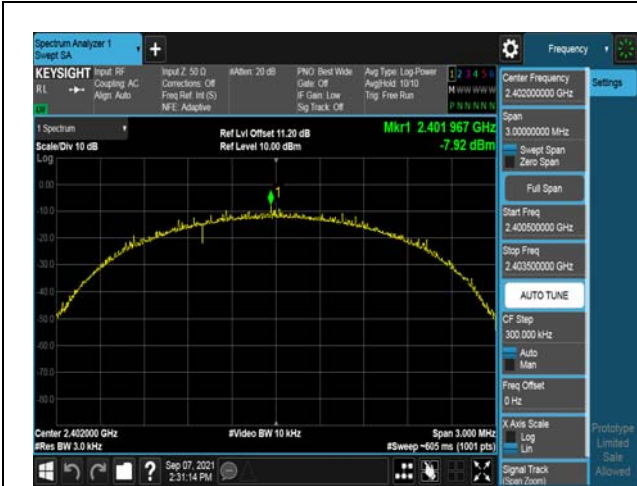 Spectrum Analyzer 1
Swept SA
Frequency
KEYSIGHT
Input: RF
Input Z: 50 Ω
#Atten: 20 dB
PNO: Best Wide
Avg Type: Log-Power
1 2 3 4 5 6
RL
Coupling: AC
Corrections: Off
Gate: Off
Avg|Hold: 10/10
M W W W W W
Align: Auto
Freq Ref: Int (S)
IF Gain: Low
Trig: Free Run
NFE: Adaptive
Sig Track: Off
P N N N N N
1 Spectrum
Ref Lvl Offset 11.20 dB
Mkr1 2.401 967 GHz
Scale/Div 10 dB
Ref Level 10.00 dBm
-7.92 dBm
Log
1
0.00
-10.0
-20.0
-30.0
-40.0
-50.0
-60.0
-70.0
-80.0
Center 2.402000 GHz
#Video BW 10 kHz
Span 3.000 MHz
#Res BW 3.0 kHz
#Sweep ~605 ms (1001 pts)
Center Frequency
2.402000000 GHz
Settings
Span
3.00000000 MHz
Swept Span
Zero Span
Full Span
Start Freq
2.400500000 GHz
Stop Freq
2.403500000 GHz
AUTO TUNE
CF Step
300.000 kHz
Auto
Man
Freq Offset
0 Hz
X Axis Scale
Log
Lin
Signal Track
(Span Zoom)
Prototype
Limited
Sale
Allowed
?
Sep 07, 2021
2:31:14 PM